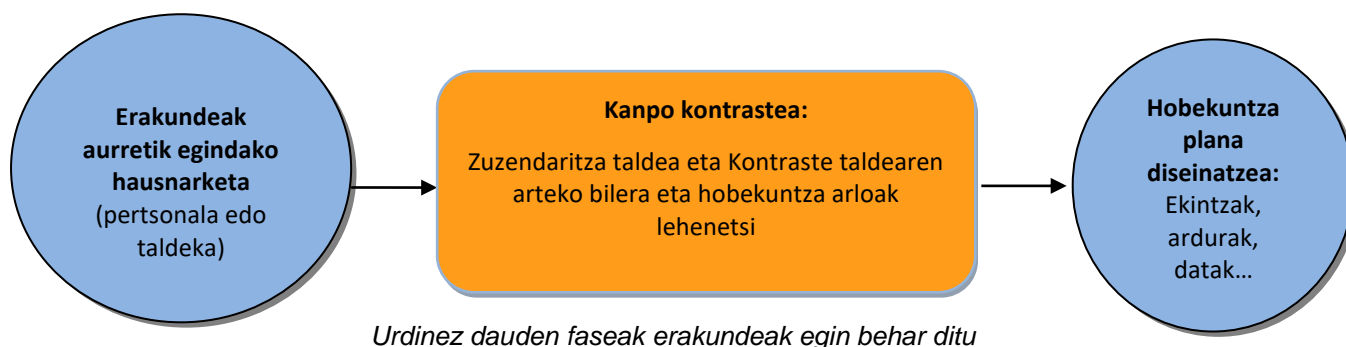 Erakundeak
aurretik egindako
hausnarketa
(pertsonala edo
taldeka)
Kanpo kontrastea:
Zuzendaritza taldea eta Kontraste taldearen
arteko bilera eta hobekuntza arloak
lehenetsi
Hobekuntza
plana
diseinatzea:
Ekintzak,
ardurak,
datak…
Urdinez dauden faseak erakundeak egin behar ditu